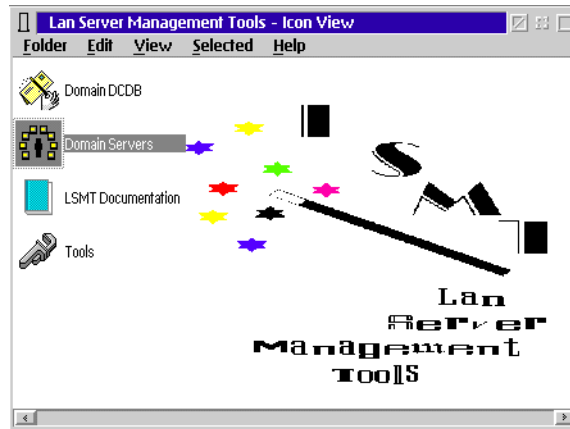 Lan Server Management Tools - Icon View
Folder Edit View Selected Help
Domain DCDB
Domain Servers
LSMT Documentation
Tools
L S M T
Lan
Server
Management
Tools